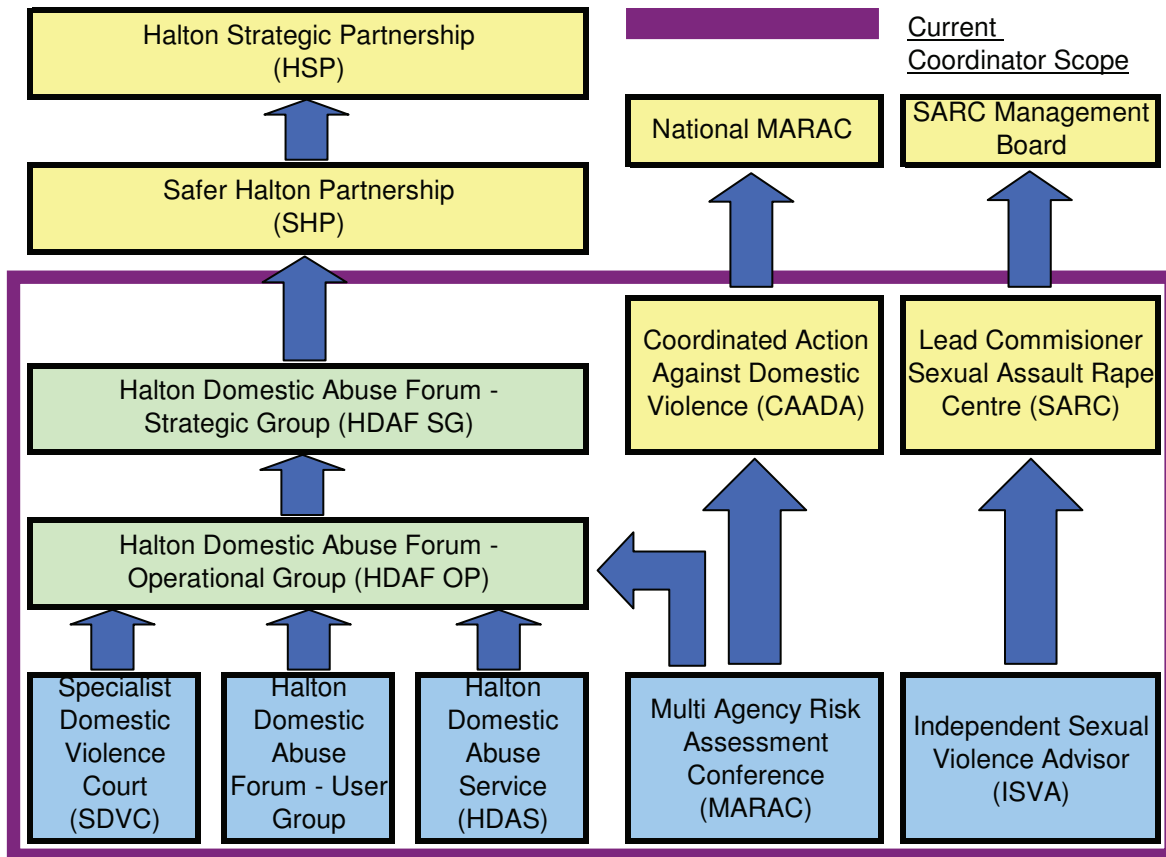 Halton Strategic Partnership
(HSP)
Current
Coordinator Scope
National MARAC
SARC Management
Board
Safer Halton Partnership
(SHP)
Coordinated Action
Against Domestic
Violence (CAADA)
Lead Commisioner
Sexual Assault Rape
Centre (SARC)
Halton Domestic Abuse Forum -
Strategic Group (HDAF SG)
Halton Domestic Abuse Forum -
Operational Group (HDAF OP)
Specialist
Domestic
Violence
Court
(SDVC)
Halton
Domestic
Abuse
Forum - User
Group
Halton
Domestic
Abuse
Service
(HDAS)
Multi Agency Risk
Assessment
Conference
(MARAC)
Independent Sexual
Violence Advisor
(ISVA)